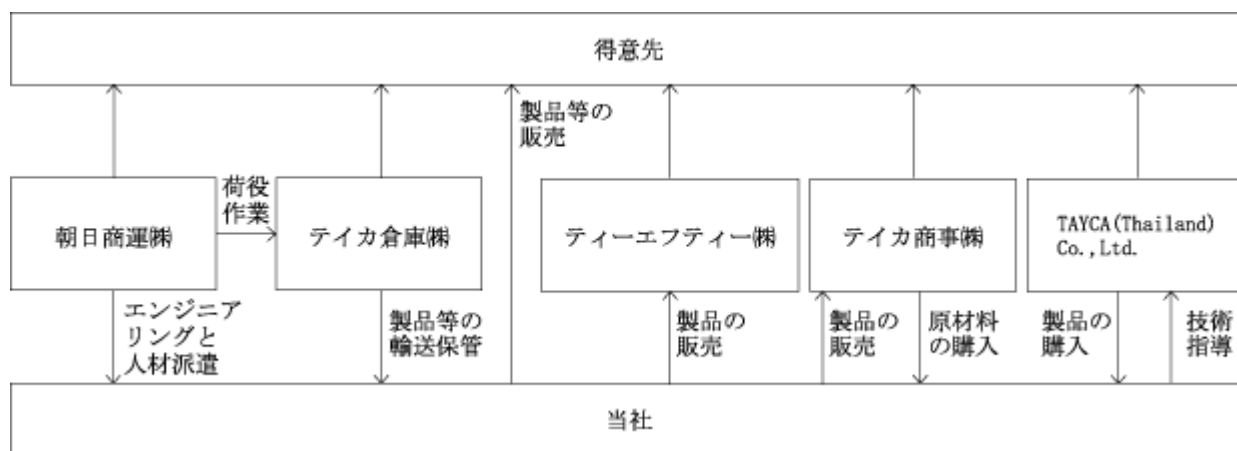 得意先
製品等の
販売
荷役
作業
朝日商運㈱
テイカ倉庫㈱
ティーエフティー㈱
テイカ商事㈱
TAYCA(Thailand)
Co.,Ltd.
エンジニア
リングと
人材派遣
製品等の
輸送保管
製品の
販売
製品の
販売
原材料
の購入
製品の
購入
技術
指導
当社